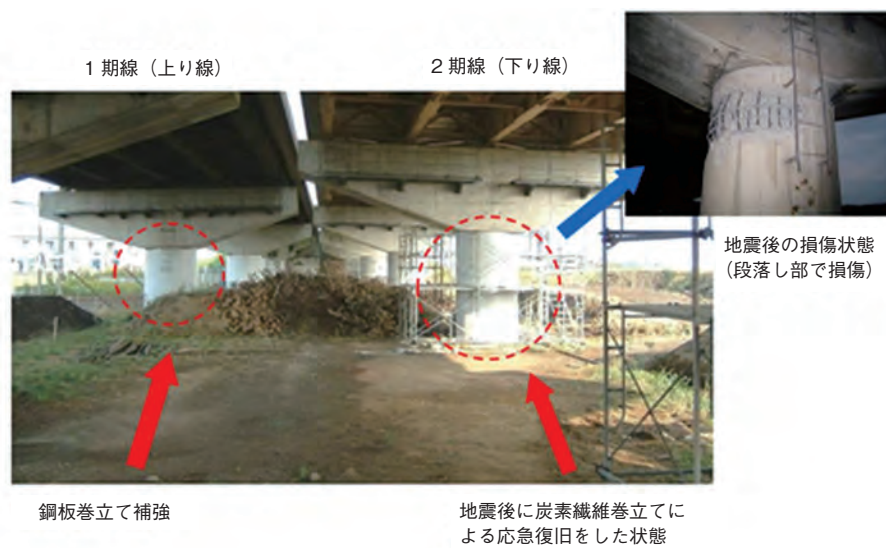 1 期線（上り線）
2 期線（下り線）
地震後の損傷状態
（段落し部で損傷）
鋼板巻立て補強
地震後に炭素繊維巻立てに
よる応急復旧をした状態